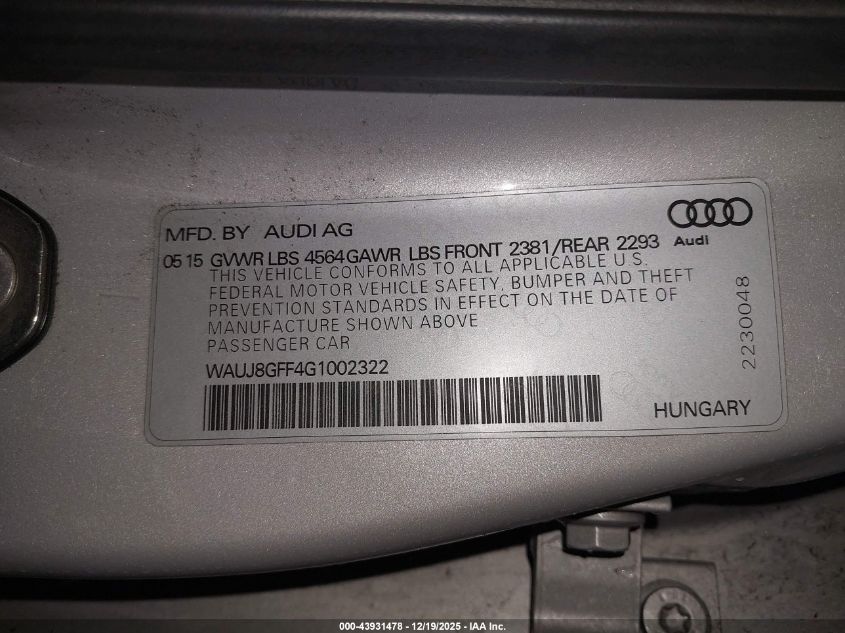 MFD. BY AUDI AG
Audi
05 15 GVWR LBS 4564 GAWR LBS FRONT 2381/REAR 2293
THIS VEHICLE CONFORMS TO ALL APPLICABLE U.S.
FEDERAL MOTOR VEHICLE SAFETY, BUMPER AND THEFT
PREVENTION STANDARDS IN EFFECT ON THE DATE OF
MANUFACTURE SHOWN ABOVE
PASSENGER CAR
WAUJ8GFF4G1002322
2230048
HUNGARY
000-43931478 - 12/19/2025 - IAA Inc.